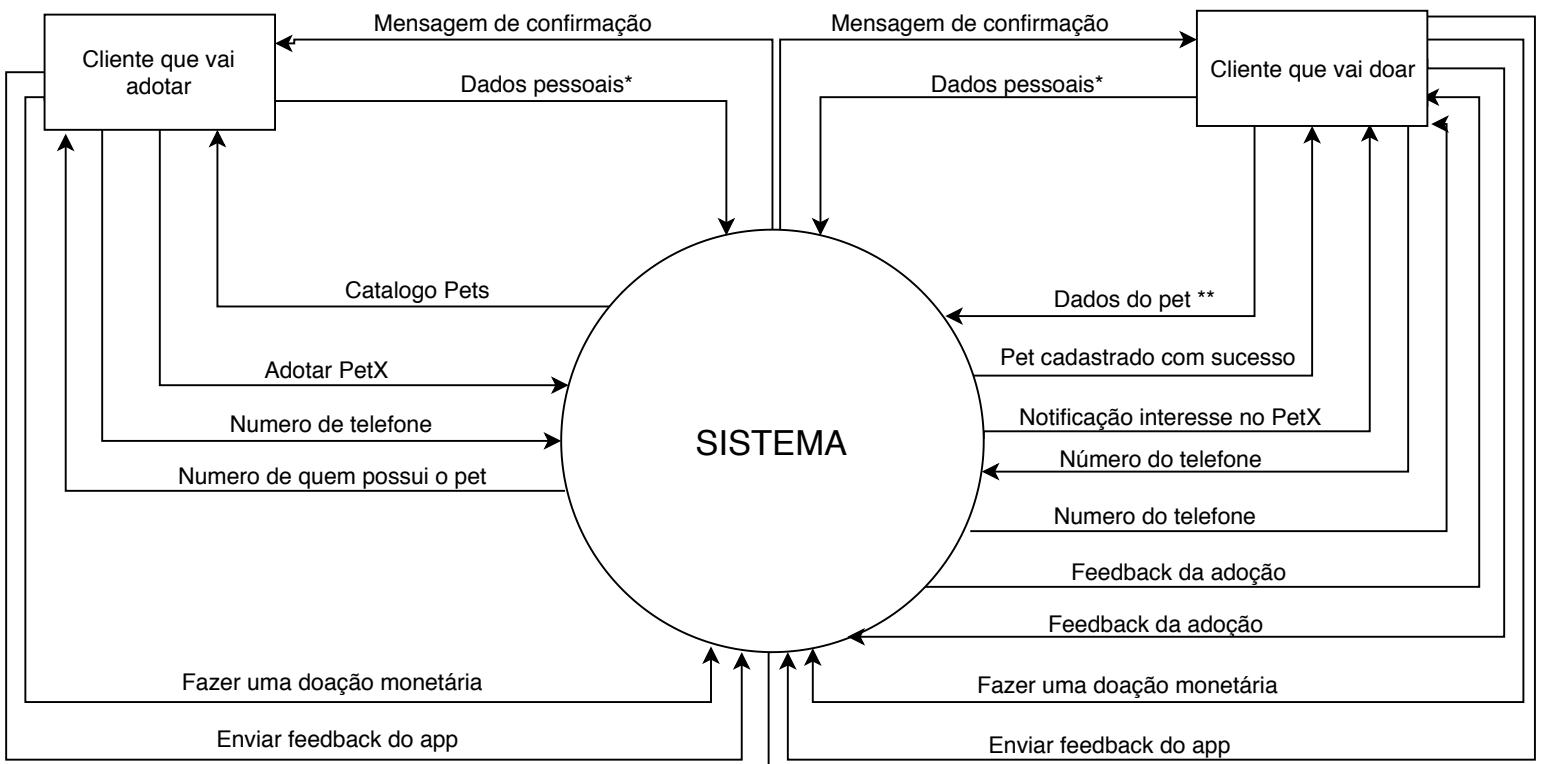 Mensagem de confirmação
Mensagem de confirmação
Cliente que vai
adotar
Cliente que vai doar
Dados pessoais*
Dados pessoais*
Catalogo Pets
Dados do pet **
Adotar PetX
Pet cadastrado com sucesso
Numero de telefone
Notificação interesse no PetX
SISTEMA
Número do telefone
Numero de quem possui o pet
Numero do telefone
Feedback da adoção
Feedback da adoção
Fazer uma doação monetária
Fazer uma doação monetária
Enviar feedback do app
Enviar feedback do app